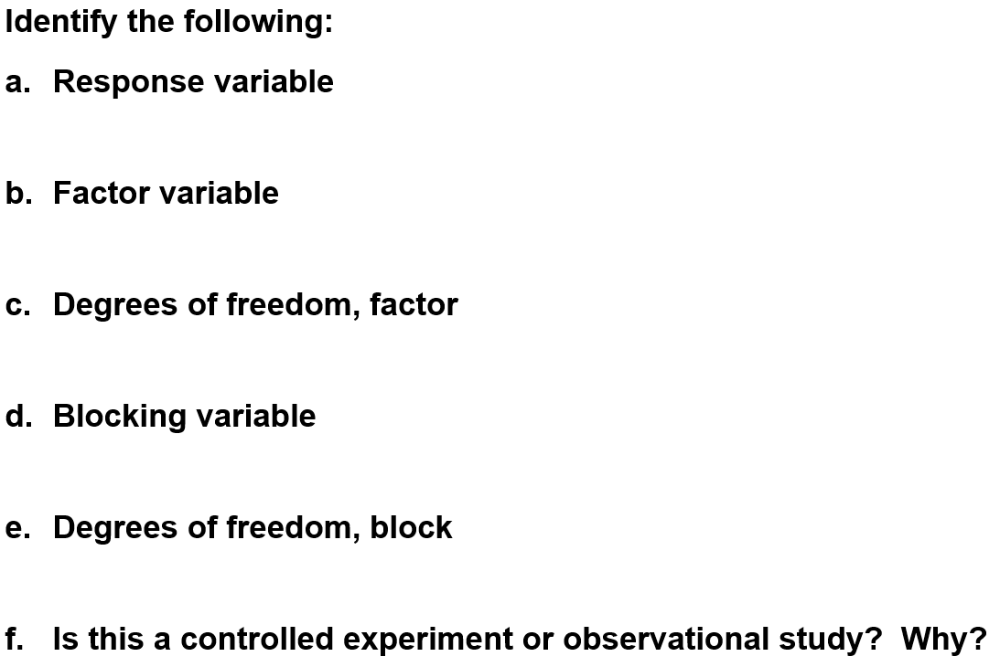 Identify the following:
a. Response variable
b. Factor variable
c. Degrees of freedom, factor
d. Blocking variable
e. Degrees of freedom, block
f. Is this a controlled experiment or observational study?  Why?